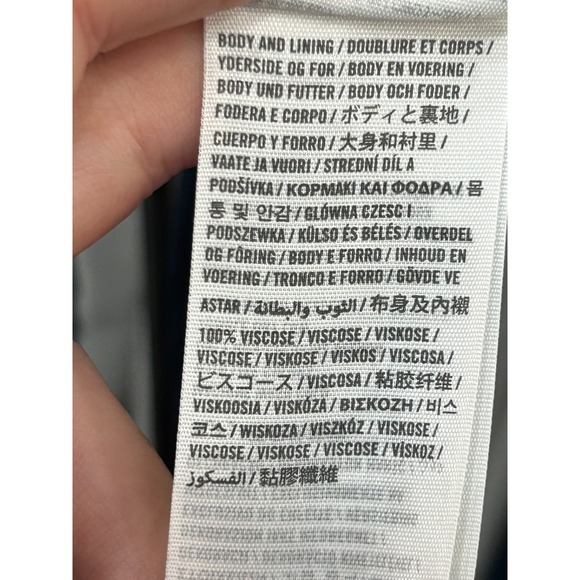 BODY AND LINING / DOUBLURE ET CORPS /
YDERSIDE OG FOR / BODY EN VOERING /
BODY UND FUTTER / BODY OCH FODER /
FODERA E CORPO / ボディと裏地 /
CUERPO Y FORRO / 大身和衬里 /
VAATE JA VUORI / STREDNÍ DÍL A
PODŠÍVKA / ΚΟΡΜΑΚΙ ΚΑΙ ΦΟΔΡΑ / 몸
통 및 안감 / GŁÓWNA CZESC I
PODSZEWKA / KÜLSO ÉS BÉLÉS / OVERDEL
OG FÓRING / BODY E FORRO / INHOUD EN
VOERING / TRONCO E FORRO / GÖVDE VE
ASTAR / الثوب والبطانة / 布身及內襯
100% VISCOSE / VISCOSE / VISKOSE /
VISCOSE / VISKOSE / VISKOS / VISCOSA /
ビスコース / VISCOSA / 粘胶纤维 /
VISKOOSIA / VISKÓZA / ΒΙΣΚΟΖΗ / 비스
코스 / WISKOZA / VISZKÓZ / VISKOSE /
VISCOSE / VISKOSE / VISCOSE / VISKOZ /
الفسكوز / 黏膠纖維